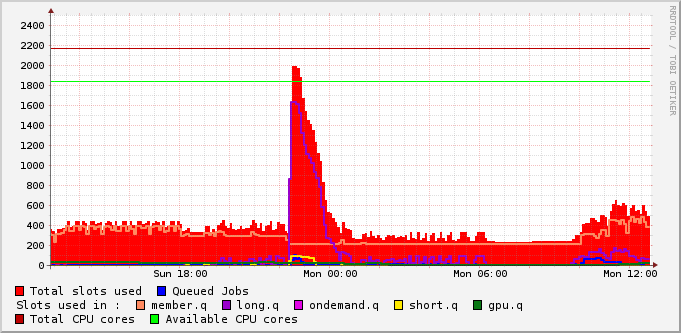 RRDTOOL / TOBI OETIKER
2400
2200
2000
1800
1600
1400
1200
1000
800
600
400
200
0
Sun 18:00 Mon 00:00 Mon 06:00 Mon 12:00
Total slots used Queued Jobs
Slots used in : member.q long.q ondemand.q short.q gpu.q
Total CPU cores Available CPU cores